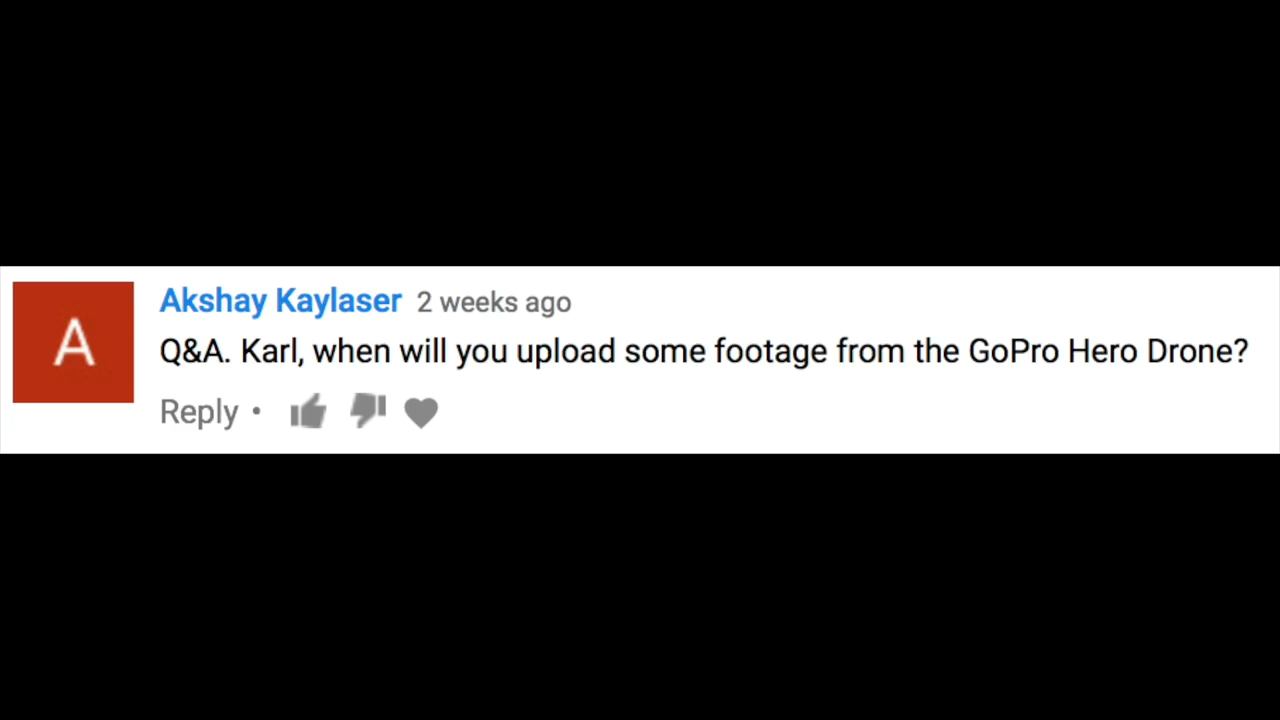 A
Akshay Kaylaser 2 weeks ago
Q&A. Karl, when will you upload some footage from the GoPro Hero Drone?
Reply •